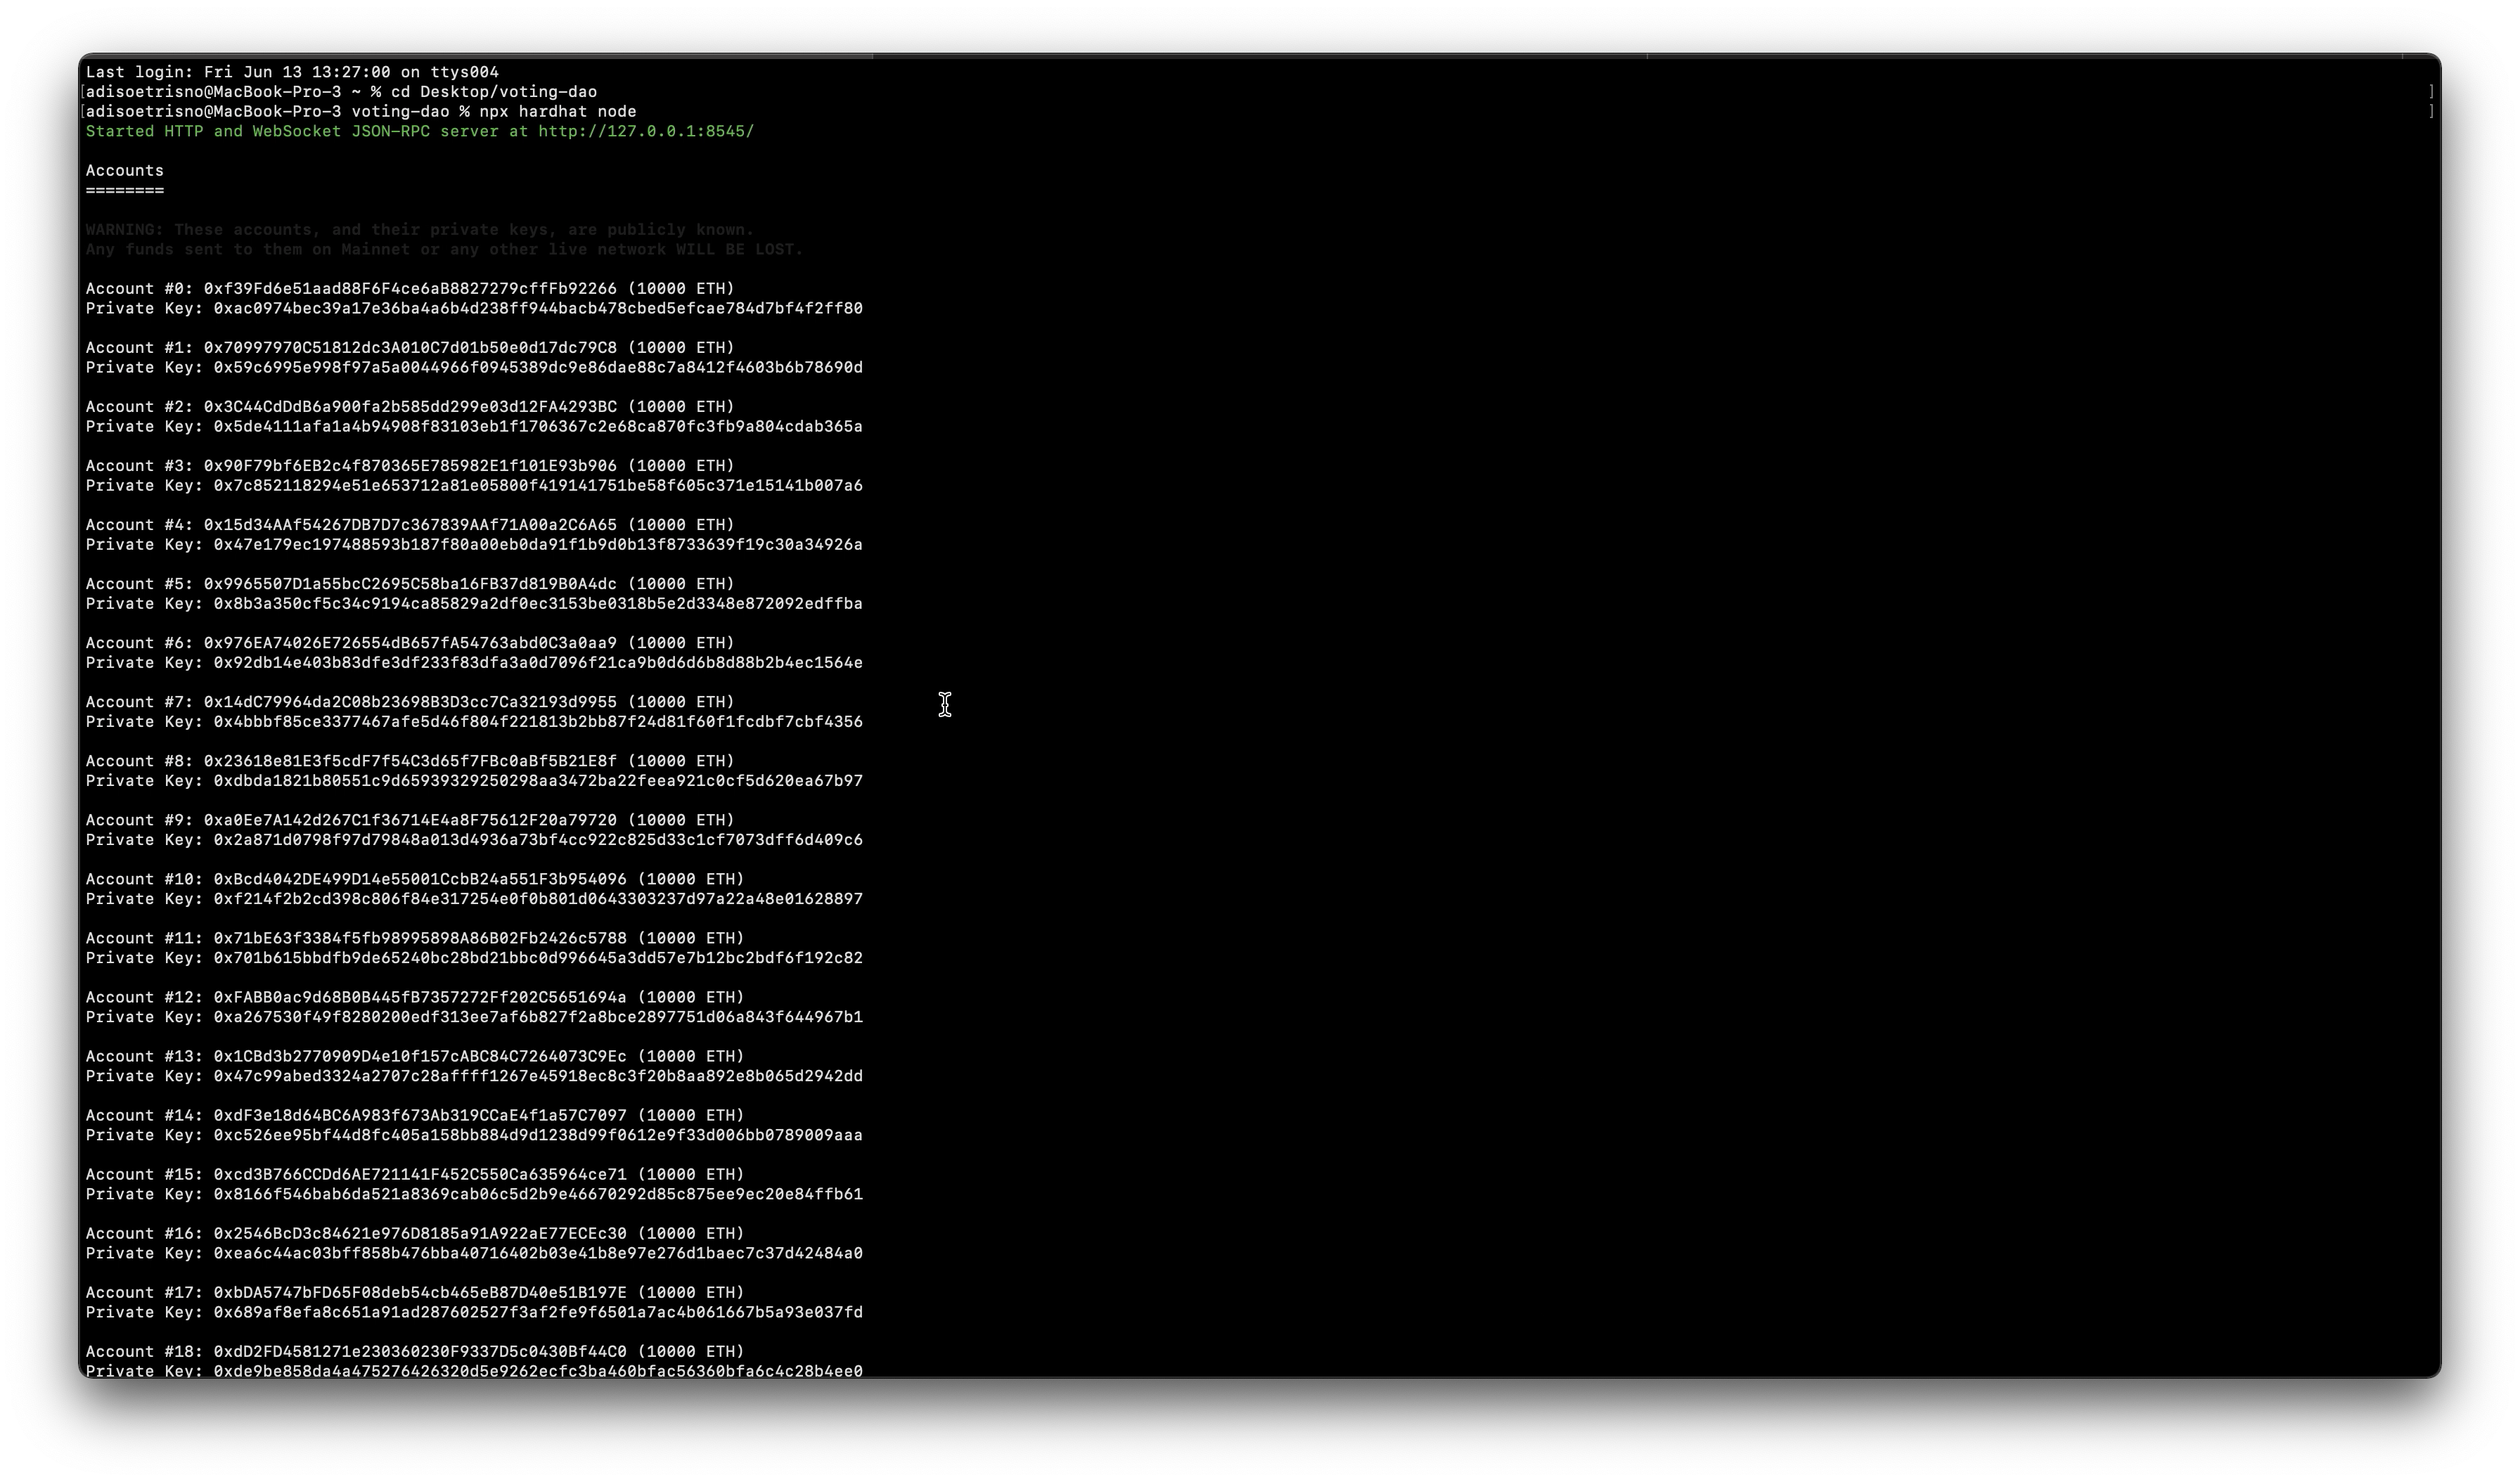 Last login: Fri Jun 13 13:27:00 on ttys004
[adisoetrisno@MacBook-Pro-3 ~ % cd Desktop/voting-dao ]
[adisoetrisno@MacBook-Pro-3 voting-dao % npx hardhat node ]
Started HTTP and WebSocket JSON-RPC server at http://127.0.0.1:8545/
Accounts
========
WARNING: These accounts, and their private keys, are publicly known.
Any funds sent to them on Mainnet or any other live network WILL BE LOST.
Account #0: 0xf39Fd6e51aad88F6F4ce6aB8827279cffFb92266 (10000 ETH)
Private Key: 0xac0974bec39a17e36ba4a6b4d238ff944bacb478cbed5efcae784d7bf4f2ff80
Account #1: 0x70997970C51812dc3A010C7d01b50e0d17dc79C8 (10000 ETH)
Private Key: 0x59c6995e998f97a5a0044966f0945389dc9e86dae88c7a8412f4603b6b78690d
Account #2: 0x3C44CdDdB6a900fa2b585dd299e03d12FA4293BC (10000 ETH)
Private Key: 0x5de4111afa1a4b94908f83103eb1f1706367c2e68ca870fc3fb9a804cdab365a
Account #3: 0x90F79bf6EB2c4f870365E785982E1f101E93b906 (10000 ETH)
Private Key: 0x7c852118294e51e653712a81e05800f419141751be58f605c371e15141b007a6
Account #4: 0x15d34AAf54267DB7D7c367839AAf71A00a2C6A65 (10000 ETH)
Private Key: 0x47e179ec197488593b187f80a00eb0da91f1b9d0b13f8733639f19c30a34926a
Account #5: 0x9965507D1a55bcC2695C58ba16FB37d819B0A4dc (10000 ETH)
Private Key: 0x8b3a350cf5c34c9194ca85829a2df0ec3153be0318b5e2d3348e872092edffba
Account #6: 0x976EA74026E726554dB657fA54763abd0C3a0aa9 (10000 ETH)
Private Key: 0x92db14e403b83dfe3df233f83dfa3a0d7096f21ca9b0d6d6b8d88b2b4ec1564e
Account #7: 0x14dC79964da2C08b23698B3D3cc7Ca32193d9955 (10000 ETH)
Private Key: 0x4bbbf85ce3377467afe5d46f804f221813b2bb87f24d81f60f1fcdbf7cbf4356
Account #8: 0x23618e81E3f5cdF7f54C3d65f7FBc0aBf5B21E8f (10000 ETH)
Private Key: 0xdbda1821b80551c9d65939329250298aa3472ba22feea921c0cf5d620ea67b97
Account #9: 0xa0Ee7A142d267C1f36714E4a8F75612F20a79720 (10000 ETH)
Private Key: 0x2a871d0798f97d79848a013d4936a73bf4cc922c825d33c1cf7073dff6d409c6
Account #10: 0xBcd4042DE499D14e55001CcbB24a551F3b954096 (10000 ETH)
Private Key: 0xf214f2b2cd398c806f84e317254e0f0b801d0643303237d97a22a48e01628897
Account #11: 0x71bE63f3384f5fb98995898A86B02Fb2426c5788 (10000 ETH)
Private Key: 0x701b615bbdfb9de65240bc28bd21bbc0d996645a3dd57e7b12bc2bdf6f192c82
Account #12: 0xFABB0ac9d68B0B445fB7357272Ff202C5651694a (10000 ETH)
Private Key: 0xa267530f49f8280200edf313ee7af6b827f2a8bce2897751d06a843f644967b1
Account #13: 0x1CBd3b2770909D4e10f157cABC84C7264073C9Ec (10000 ETH)
Private Key: 0x47c99abed3324a2707c28affff1267e45918ec8c3f20b8aa892e8b065d2942dd
Account #14: 0xdF3e18d64BC6A983f673Ab319CCaE4f1a57C7097 (10000 ETH)
Private Key: 0xc526ee95bf44d8fc405a158bb884d9d1238d99f0612e9f33d006bb0789009aaa
Account #15: 0xcd3B766CCDd6AE721141F452C550Ca635964ce71 (10000 ETH)
Private Key: 0x8166f546bab6da521a8369cab06c5d2b9e46670292d85c875ee9ec20e84ffb61
Account #16: 0x2546BcD3c84621e976D8185a91A922aE77ECEc30 (10000 ETH)
Private Key: 0xea6c44ac03bff858b476bba40716402b03e41b8e97e276d1baec7c37d42484a0
Account #17: 0xbDA5747bFD65F08deb54cb465eB87D40e51B197E (10000 ETH)
Private Key: 0x689af8efa8c651a91ad287602527f3af2fe9f6501a7ac4b061667b5a93e037fd
Account #18: 0xdD2FD4581271e230360230F9337D5c0430Bf44C0 (10000 ETH)
Private Key: 0xde9be858da4a475276426320d5e9262ecfc3ba460bfac56360bfa6c4c28b4ee0